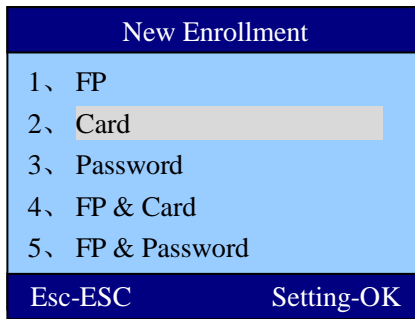 New Enrollment
1、 FP
2、 Card
3、 Password
4、 FP & Card
5、 FP & Password
Esc-ESC Setting-OK